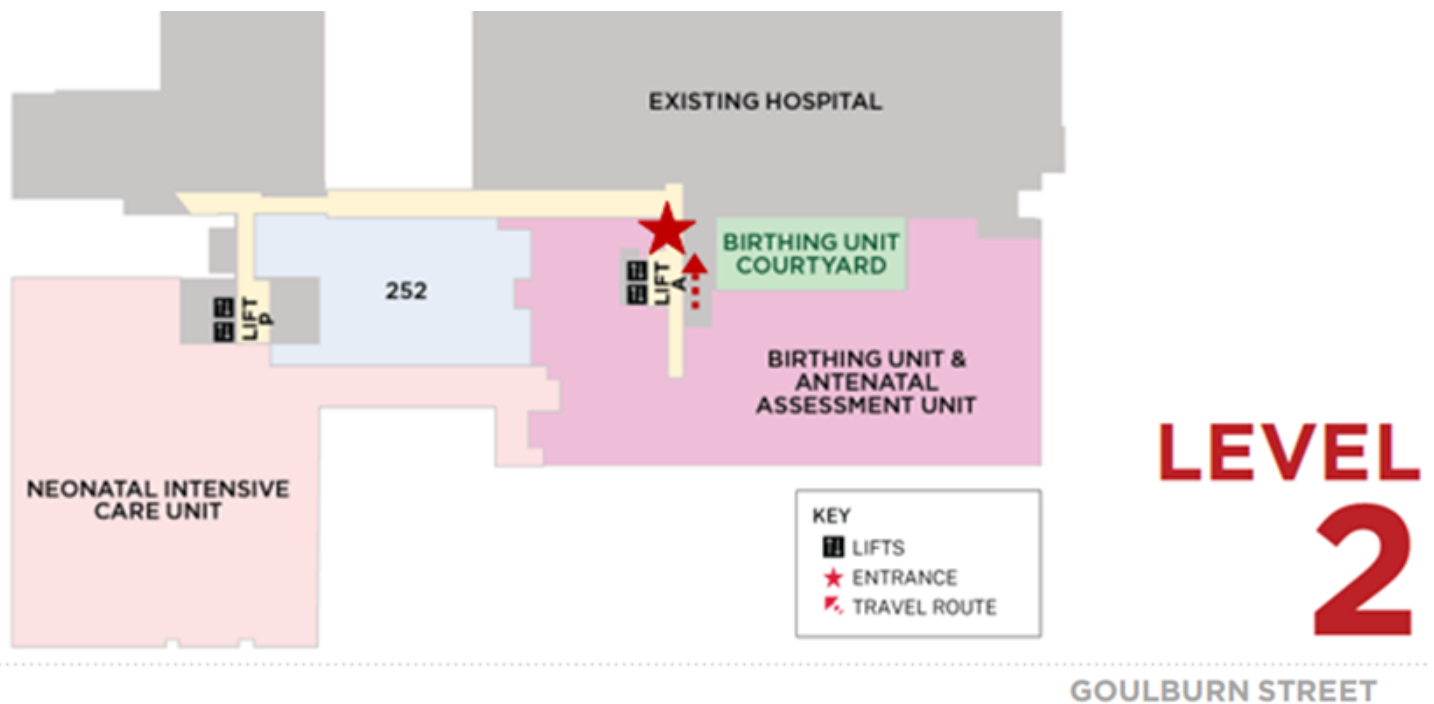 EXISTING HOSPITAL
BIRTHING UNIT
COURTYARD
252
LIFT
A
LIFT
p
BIRTHING UNIT &
ANTENATAL
ASSESSMENT UNIT
NEONATAL INTENSIVE
CARE UNIT
LEVEL
2
KEY
LIFTS
ENTRANCE
TRAVEL ROUTE
GOULBURN STREET